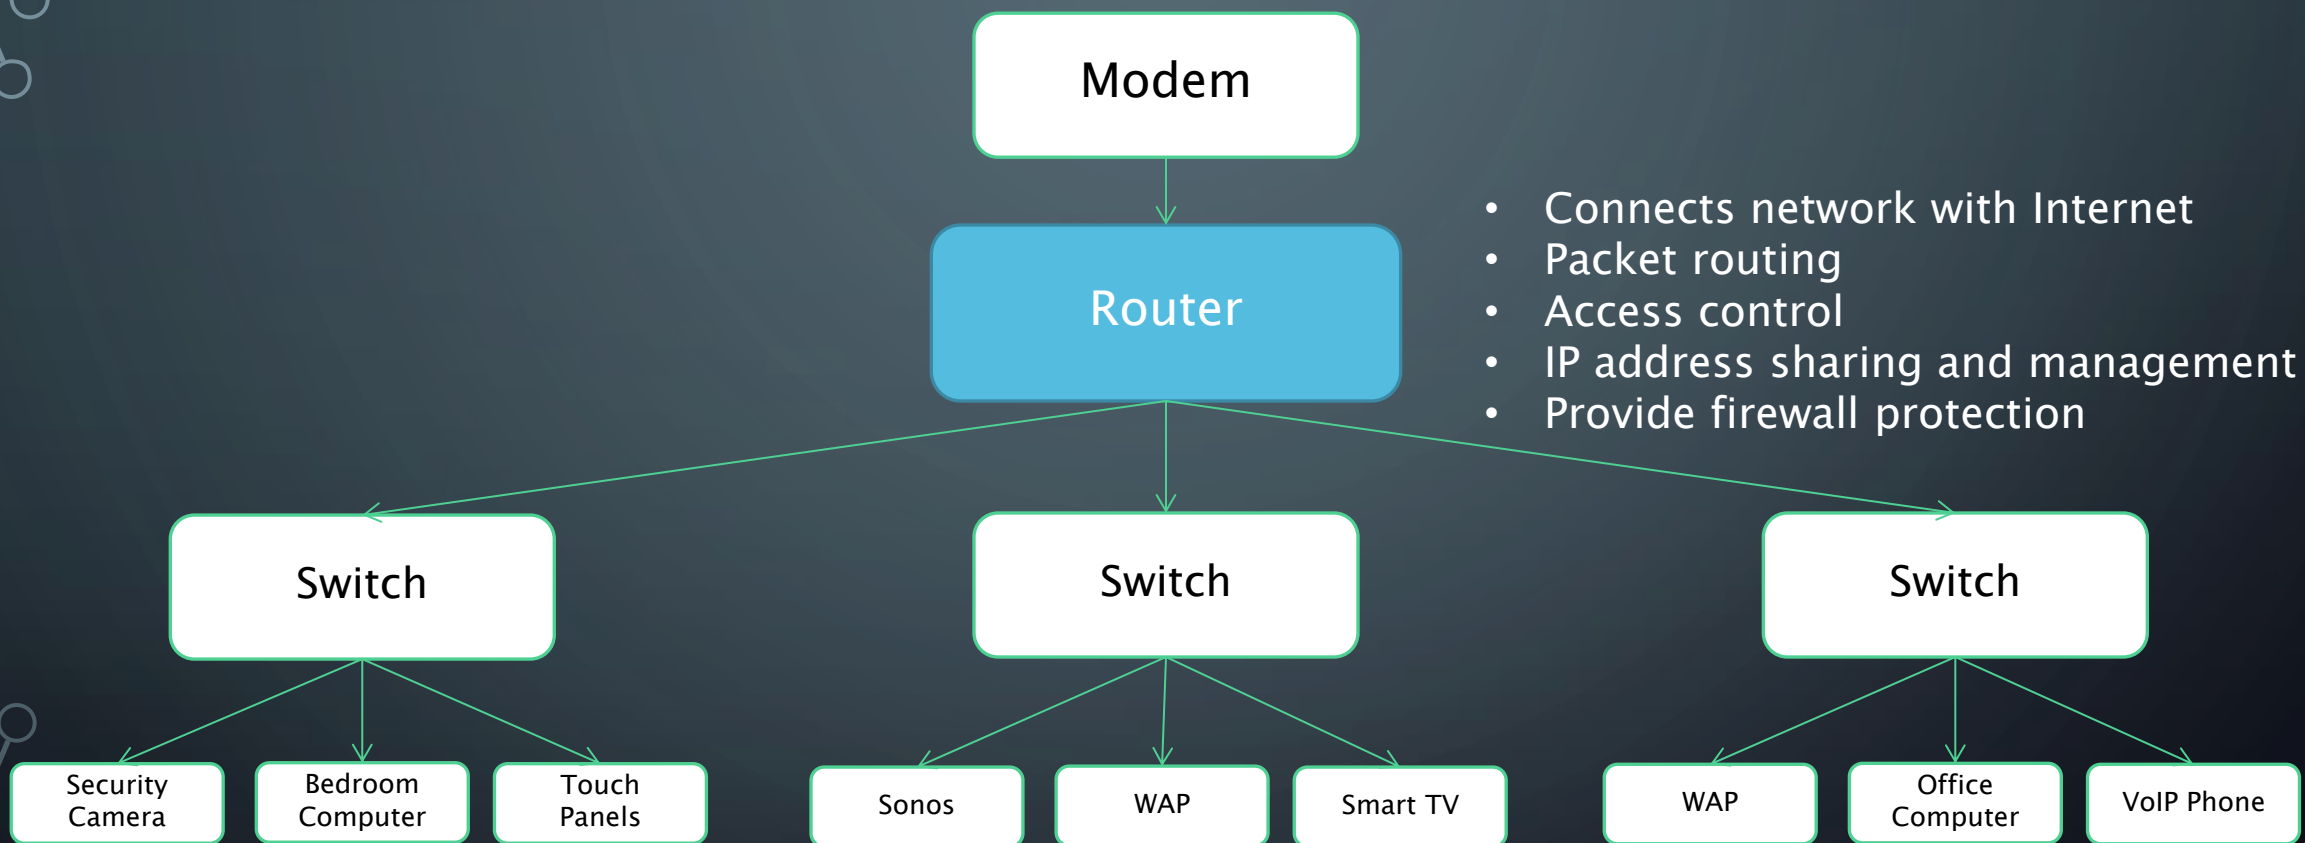 Modem
Router
• Connects network with Internet
• Packet routing
• Access control
• IP address sharing and management
• Provide firewall protection
Switch
Switch
Switch
Security
Camera
Bedroom
Computer
Touch
Panels
Sonos
WAP
Smart TV
WAP
Office
Computer
VoIP Phone